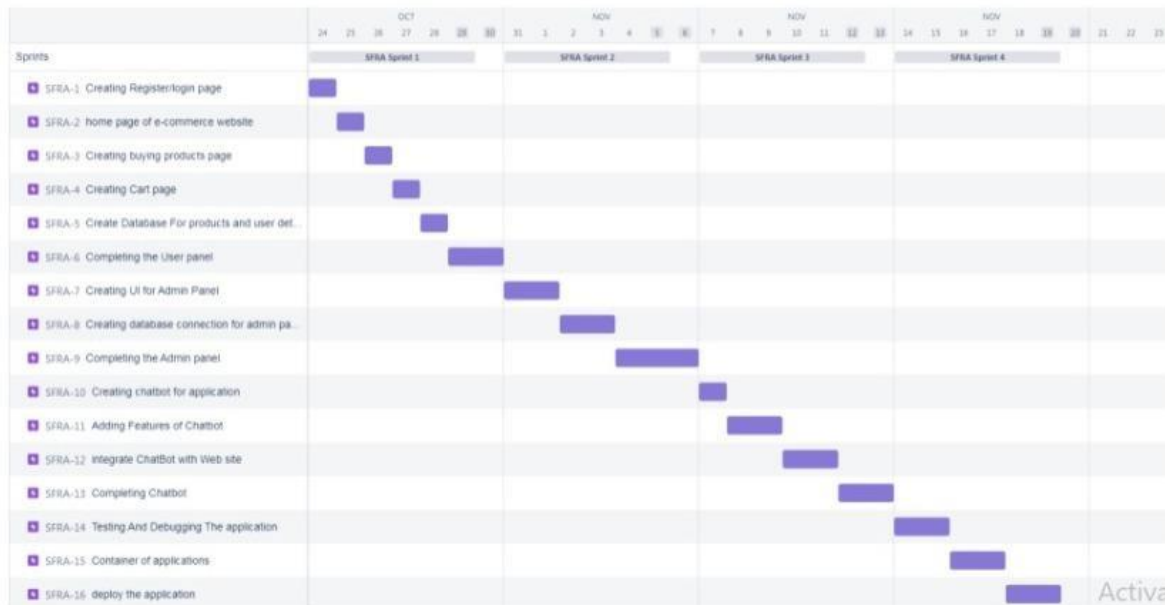 OCT NOV NOV NOV
24 25 26 27 28 29 30 31 1 2 3 4 5 6 7 8 9 10 11 12 13 14 15 16 17 18 19 20 21 22 23
Sprints SFRA Sprint 1 SFRA Sprint 2 SFRA Sprint 3 SFRA Sprint 4
SFRA-1 Creating Register/login page
SFRA-2 home page of e-commerce website
SFRA-3 Creating buying products page
SFRA-4 Creating Cart page
SFRA-5 Create Database For products and user det...
SFRA-6 Completing the User panel
SFRA-7 Creating UI for Admin Panel
SFRA-8 Creating database connection for admin pa...
SFRA-9 Completing the Admin panel
SFRA-10 Creating chatbot for application
SFRA-11 Adding Features of Chatbot
SFRA-12 integrate ChatBot with Web site
SFRA-13 Completing Chatbot
SFRA-14 Testing And Debugging The application
SFRA-15 Container of applications
SFRA-16 deploy the application
Activa